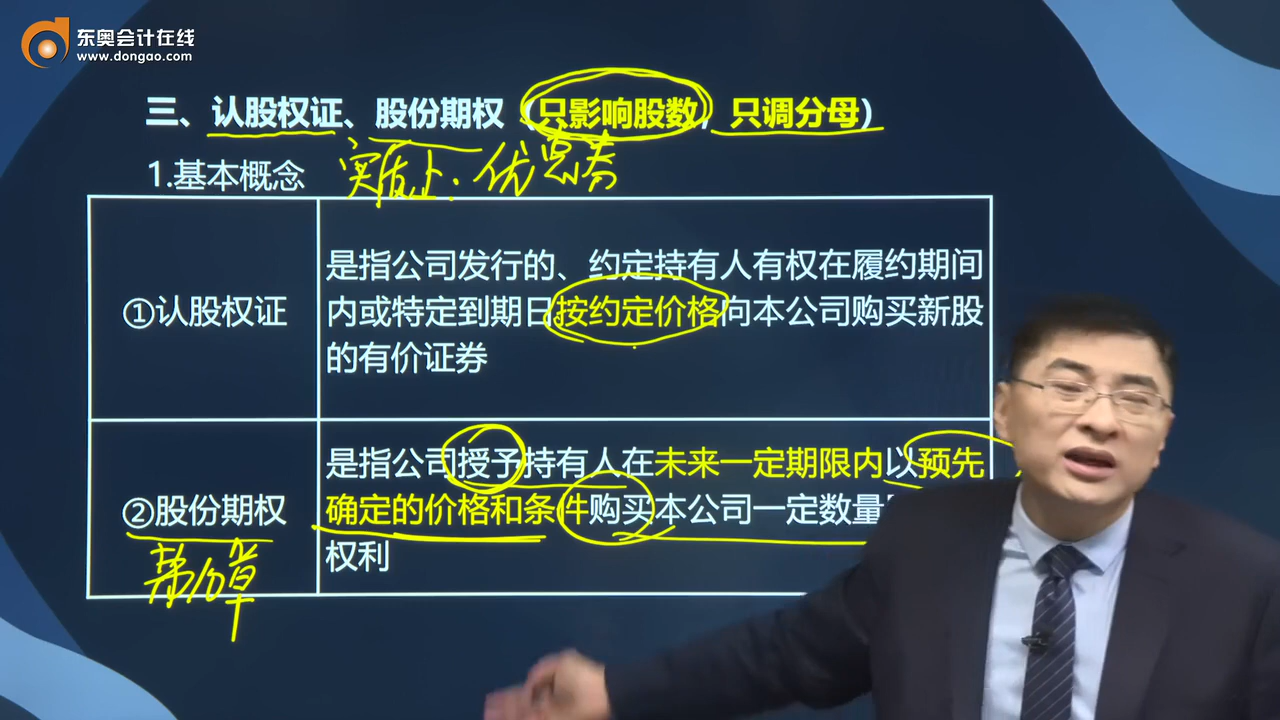 东奥会计在线
www.dongao.com
三、认股权证、股份期权（只影响股数，只调分母）
1.基本概念
实质上·优惠券
①认股权证
是指公司发行的、约定持有人有权在履约期间
内或特定到期日按约定价格向本公司购买新股
的有价证券
②股份期权
是指公司授予持有人在未来一定期限内以预先
确定的价格和条件购买本公司一定数量
权利